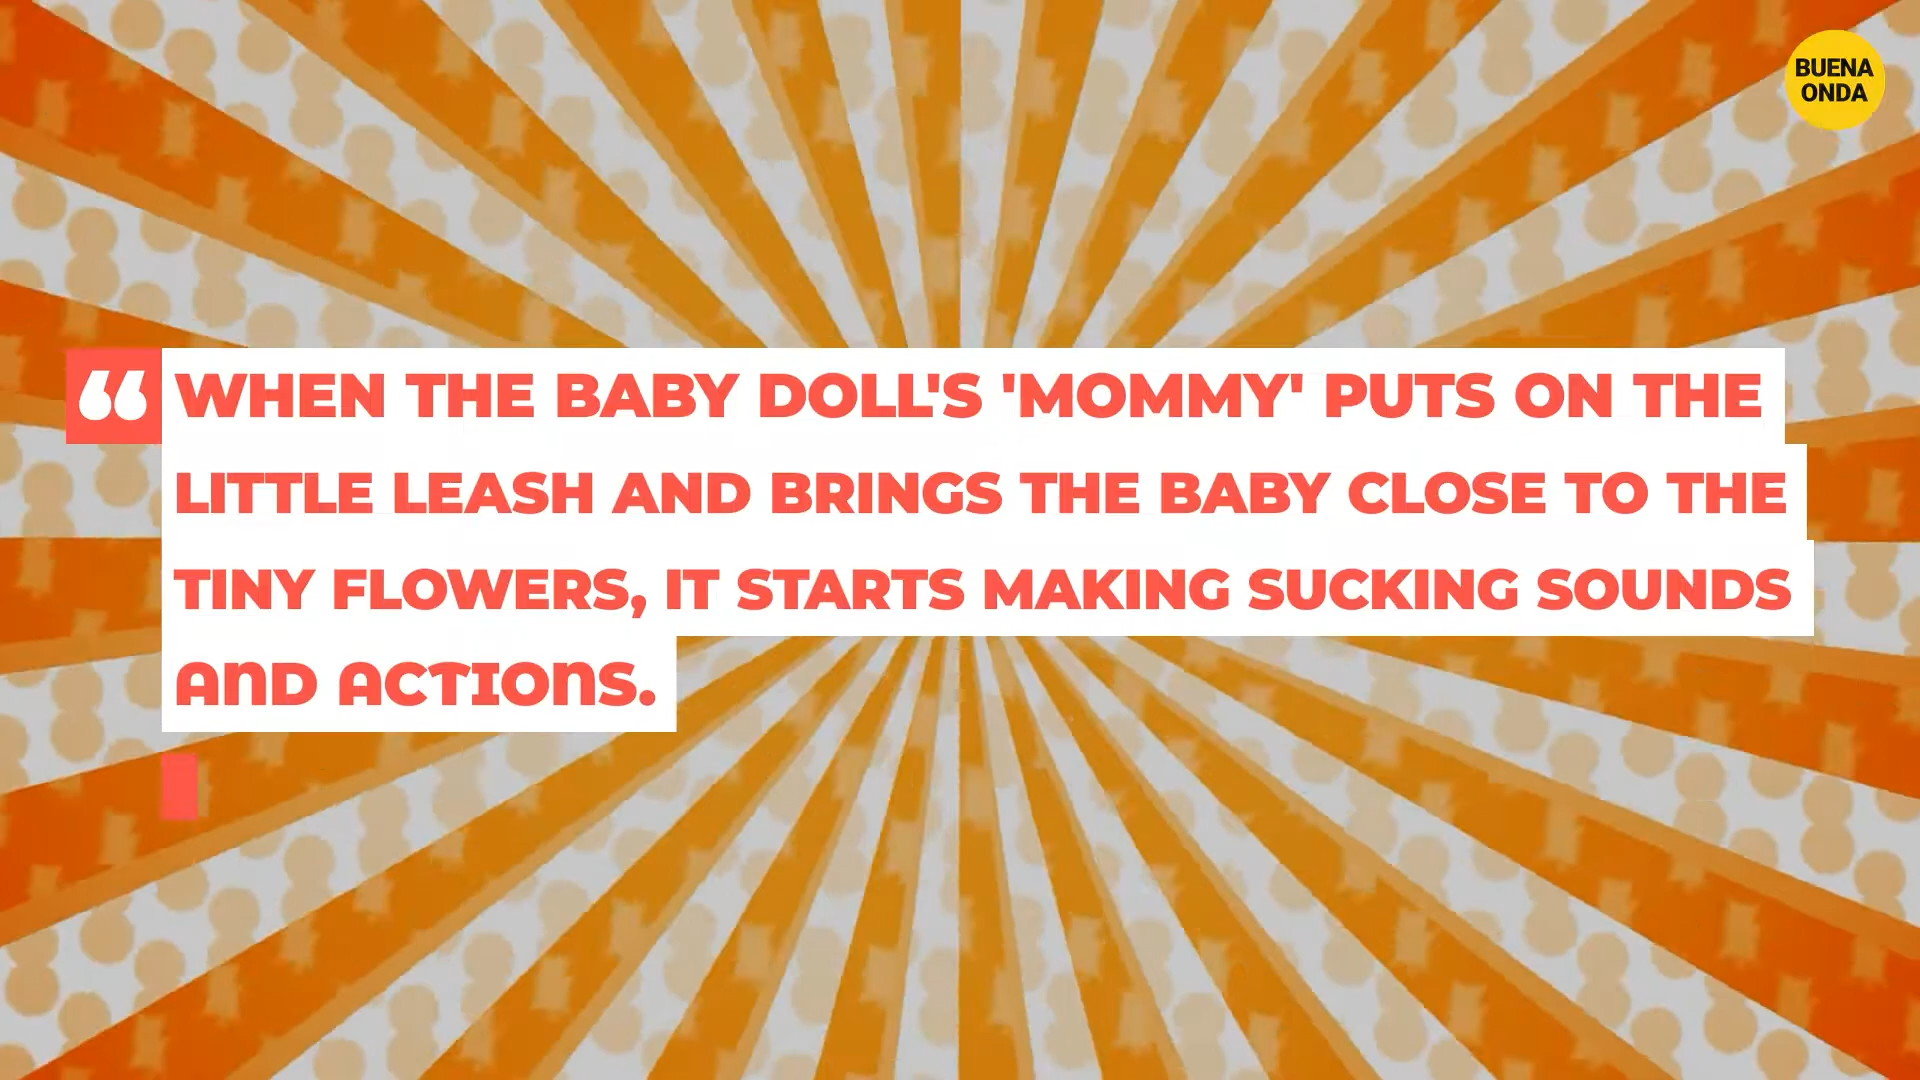 BUENA
ONDA
“ WHEN THE BABY DOLL'S 'MOMMY' PUTS ON THE
LITTLE LEASH AND BRINGS THE BABY CLOSE TO THE
TINY FLOWERS, IT STARTS MAKING SUCKING SOUNDS
AND ACTIONS.